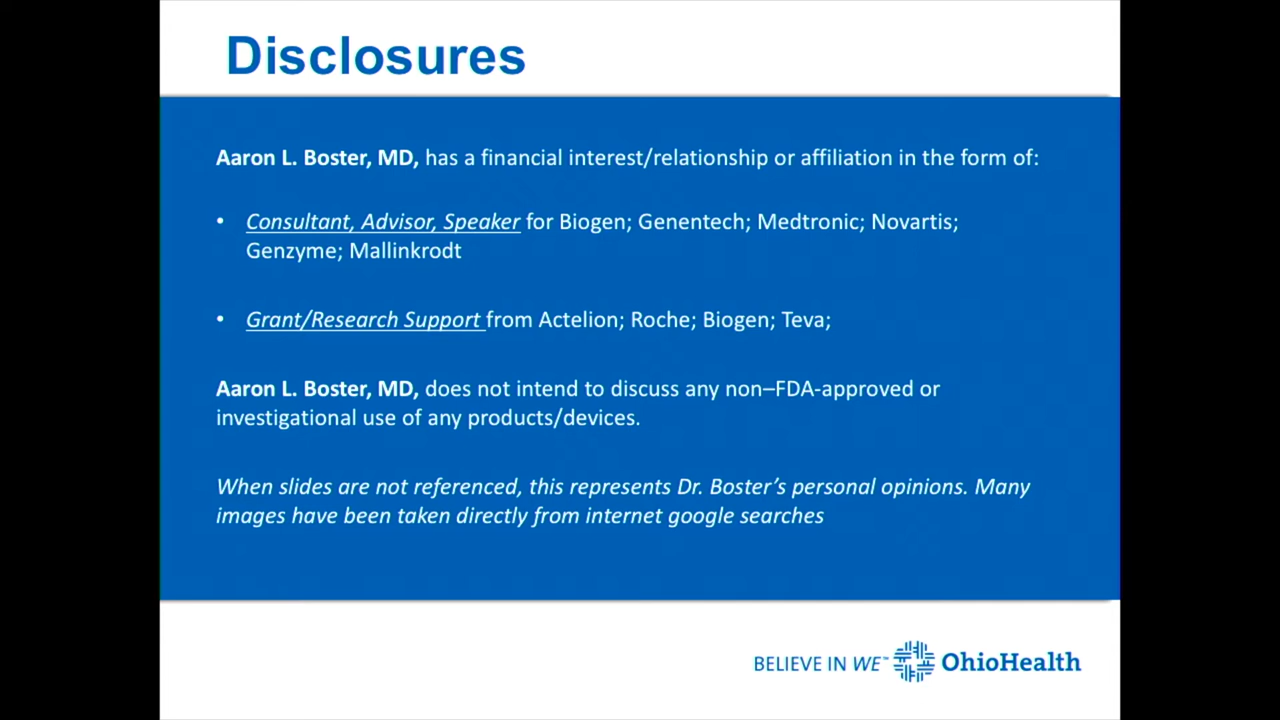 Disclosures
Aaron L. Boster, MD, has a financial interest/relationship or affiliation in the form of:
• Consultant, Advisor, Speaker for Biogen; Genentech; Medtronic; Novartis;
Genzyme; Mallinkrodt
• Grant/Research Support from Actelion; Roche; Biogen; Teva;
Aaron L. Boster, MD, does not intend to discuss any non–FDA-approved or
investigational use of any products/devices.
When slides are not referenced, this represents Dr. Boster’s personal opinions. Many
images have been taken directly from internet google searches
BELIEVE IN WE™ OhioHealth